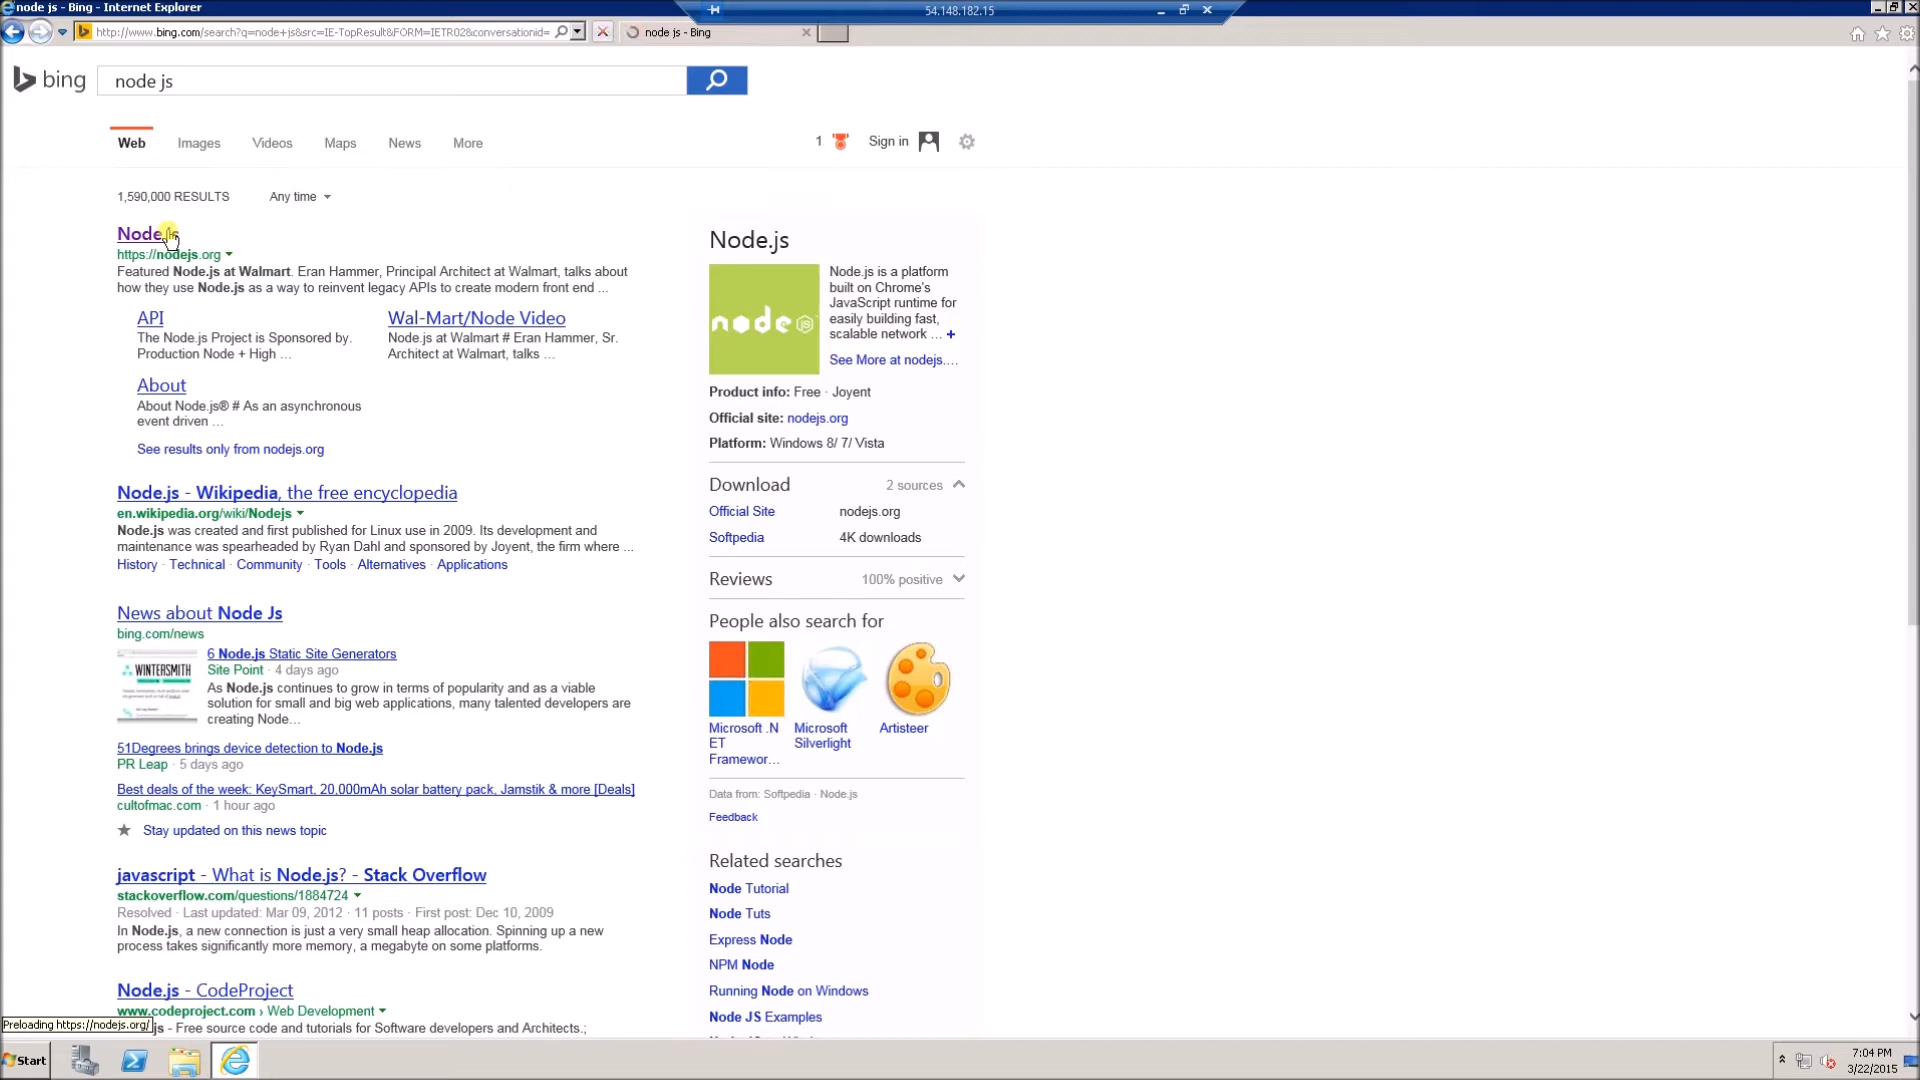 node js - Bing - Internet Explorer
54.148.182.15
http://www.bing.com/search?q=node+js&src=IE-TopResult&FORM=IETR02&conversationid=
node js - Bing
bing
node js
Web
Images
Videos
Maps
News
More
1
Sign in
1,590,000 RESULTS
Any time
Node.js
https://nodejs.org
Featured Node.js at Walmart. Eran Hammer, Principal Architect at Walmart, talks about
how they use Node.js as a way to reinvent legacy APIs to create modern front end ...
API
The Node.js Project is Sponsored by.
Production Node + High ...
Wal-Mart/Node Video
Node.js at Walmart # Eran Hammer, Sr.
Architect at Walmart, talks ...
About
About Node.js® # As an asynchronous
event driven ...
See results only from nodejs.org
Node.js - Wikipedia, the free encyclopedia
en.wikipedia.org/wiki/Nodejs
Node.js was created and first published for Linux use in 2009. Its development and
maintenance was spearheaded by Ryan Dahl and sponsored by Joyent, the firm where ...
History · Technical · Community · Tools · Alternatives · Applications
News about Node Js
bing.com/news
WINTERSMITH
6 Node.js Static Site Generators
Site Point · 4 days ago
As Node.js continues to grow in terms of popularity and as a viable
solution for small and big web applications, many talented developers are
creating Node...
51Degrees brings device detection to Node.js
PR Leap · 5 days ago
Best deals of the week: KeySmart, 20,000mAh solar battery pack, Jamstik & more [Deals]
cultofmac.com · 1 hour ago
Stay updated on this news topic
javascript - What is Node.js? - Stack Overflow
stackoverflow.com/questions/1884724
Resolved · Last updated: Mar 09, 2012 · 11 posts · First post: Dec 10, 2009
In Node.js, a new connection is just a very small heap allocation. Spinning up a new
process takes significantly more memory, a megabyte on some platforms.
Node.js - CodeProject
www.codeproject.com › Web Development
js - Free source code and tutorials for Software developers and Architects.;
Node.js
node js
Node.js is a platform
built on Chrome's
JavaScript runtime for
easily building fast,
scalable network ... +
See More at nodejs....
Product info: Free · Joyent
Official site: nodejs.org
Platform: Windows 8/ 7/ Vista
Download
2 sources
Official Site
nodejs.org
Softpedia
4K downloads
Reviews
100% positive
People also search for
Microsoft .N
ET
Framewor...
Microsoft
Silverlight
Artisteer
Data from: Softpedia · Node.js
Feedback
Related searches
Node Tutorial
Node Tuts
Express Node
NPM Node
Running Node on Windows
Node JS Examples
Preloading https://nodejs.org/
Start
7:04 PM
3/22/2015